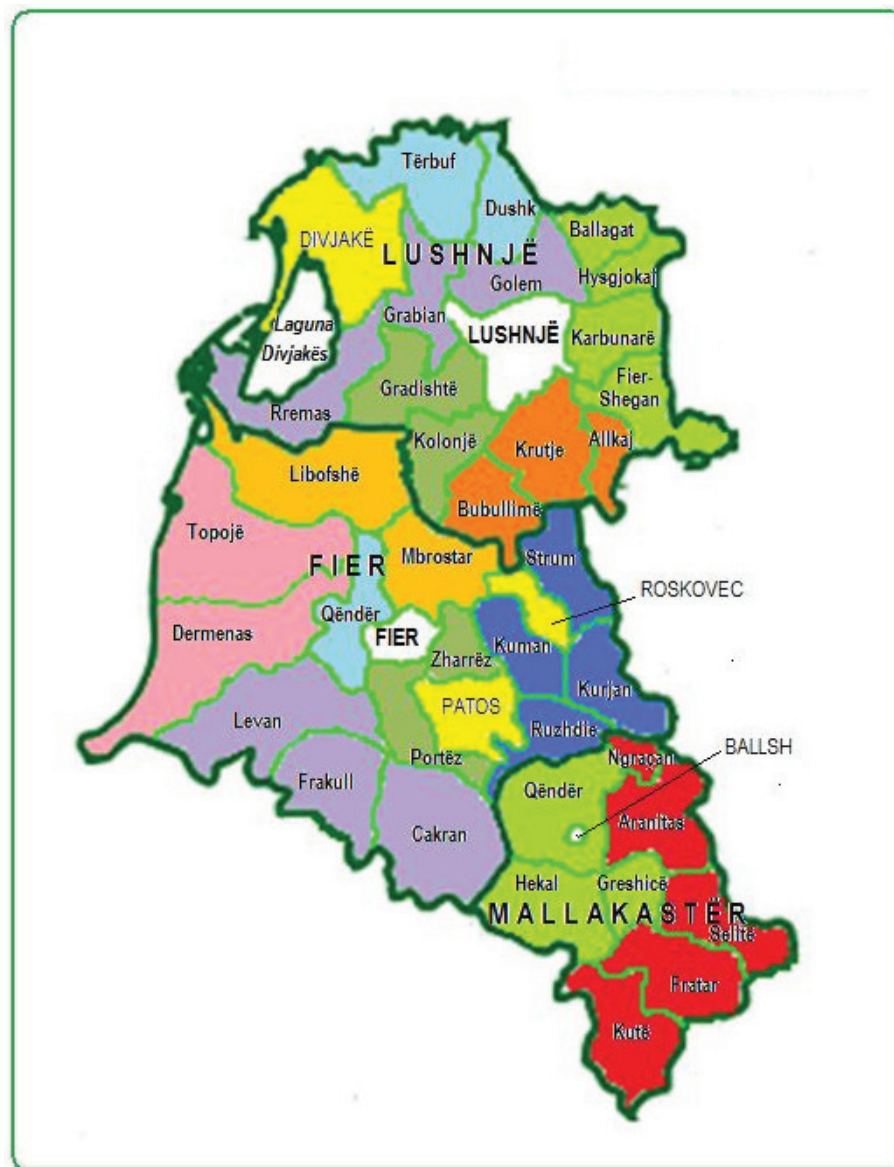 Tërbuf
Dushk
DIVJAKË
Ballagat
LUSHNJË
Hysgjokaj
Golem
Grabian
Laguna
Divjakës
LUSHNJË
Karbunarë
Gradishtë
Fier-
Shegan
Rremas
Kolonjë
Krutje
Allkaj
Libofshë
Bubullimë
Topojë
Mbrostar
Strum
FIER
ROSKOVEC
Qëndër
Dermenas
FIER
Kuman
Zharrëz
Kurjan
PATOS
Levan
Ruzhdie
BALLSH
Portëz
Ngraçan
Frakull
Qëndër
Aranitas
Cakran
Hekal
Greshicë
MALLAKASTËR
Selitë
Fratar
Kutë